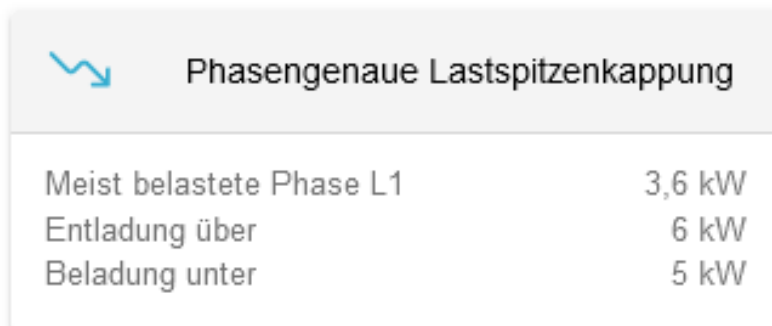 Phasengenaue Lastspitzenkappung
Meist belastete Phase L1 3,6 kW
Entladung über 6 kW
Beladung unter 5 kW